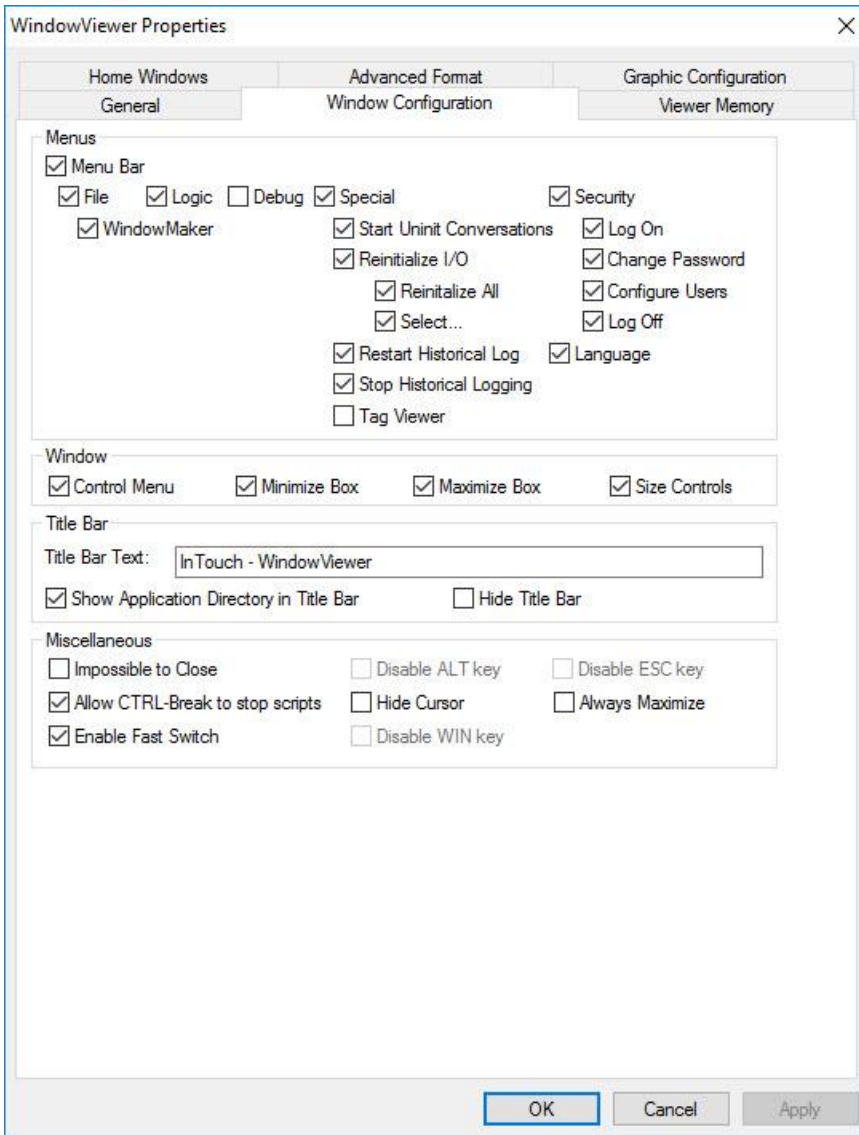 WindowViewer Properties
Home Windows Advanced Format Graphic Configuration
General Window Configuration Viewer Memory
Menus
Menu Bar
File Logic Debug Special Security
WindowMaker Start Uninit Conversations Log On
Reinitialize I/O Change Password
Reinitalize All Configure Users
Select... Log Off
Restart Historical Log Language
Stop Historical Logging
Tag Viewer
Window
Control Menu Minimize Box Maximize Box Size Controls
Title Bar
Title Bar Text: InTouch - WindowViewer
Show Application Directory in Title Bar Hide Title Bar
Miscellaneous
Impossible to Close Disable ALT key Disable ESC key
Allow CTRL-Break to stop scripts Hide Cursor Always Maximize
Enable Fast Switch Disable WIN key
OK Cancel Apply